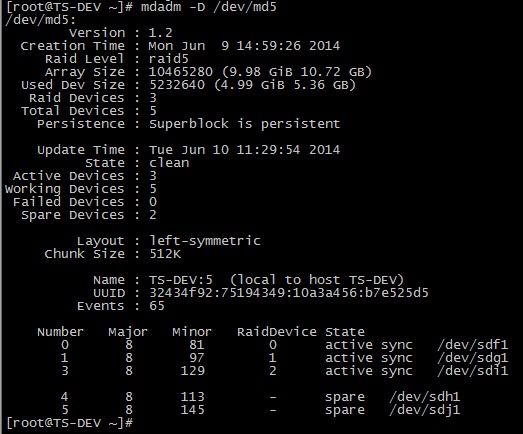 [root@TS-DEV ~]# mdadm -D /dev/md5
/dev/md5:
Version : 1.2
Creation Time : Mon Jun  9 14:59:26 2014
Raid Level : raid5
Array Size : 10465280 (9.98 GiB 10.72 GB)
Used Dev Size : 5232640 (4.99 GiB 5.36 GB)
Raid Devices : 3
Total Devices : 5
Persistence : Superblock is persistent
Update Time : Tue Jun 10 11:29:54 2014
State : clean
Active Devices : 3
Working Devices : 5
Failed Devices : 0
Spare Devices : 2
Layout : left-symmetric
Chunk Size : 512K
Name : TS-DEV:5  (local to host TS-DEV)
UUID : 32434f92:75194349:10a3a456:b7e525d5
Events : 65
Number   Major   Minor   RaidDevice State
0       8       81        0      active sync   /dev/sdf1
1       8       97        1      active sync   /dev/sdg1
3       8      129        2      active sync   /dev/sdi1
4       8      113        -      spare   /dev/sdh1
5       8      145        -      spare   /dev/sdj1
[root@TS-DEV ~]#